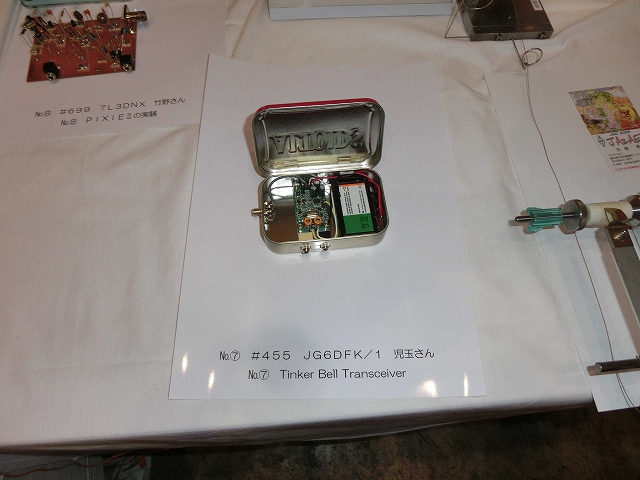 №⑧ ＃６９９ ７Ｌ３ＤＮＸ 竹野さん
№⑧ ＰＩＸＩＥⅡの実験
ALTOIDS
№⑦ ＃４５５ ＪＧ６ＤＦＫ／１ 児玉さん
№⑦ Tinker Bell Transceiver